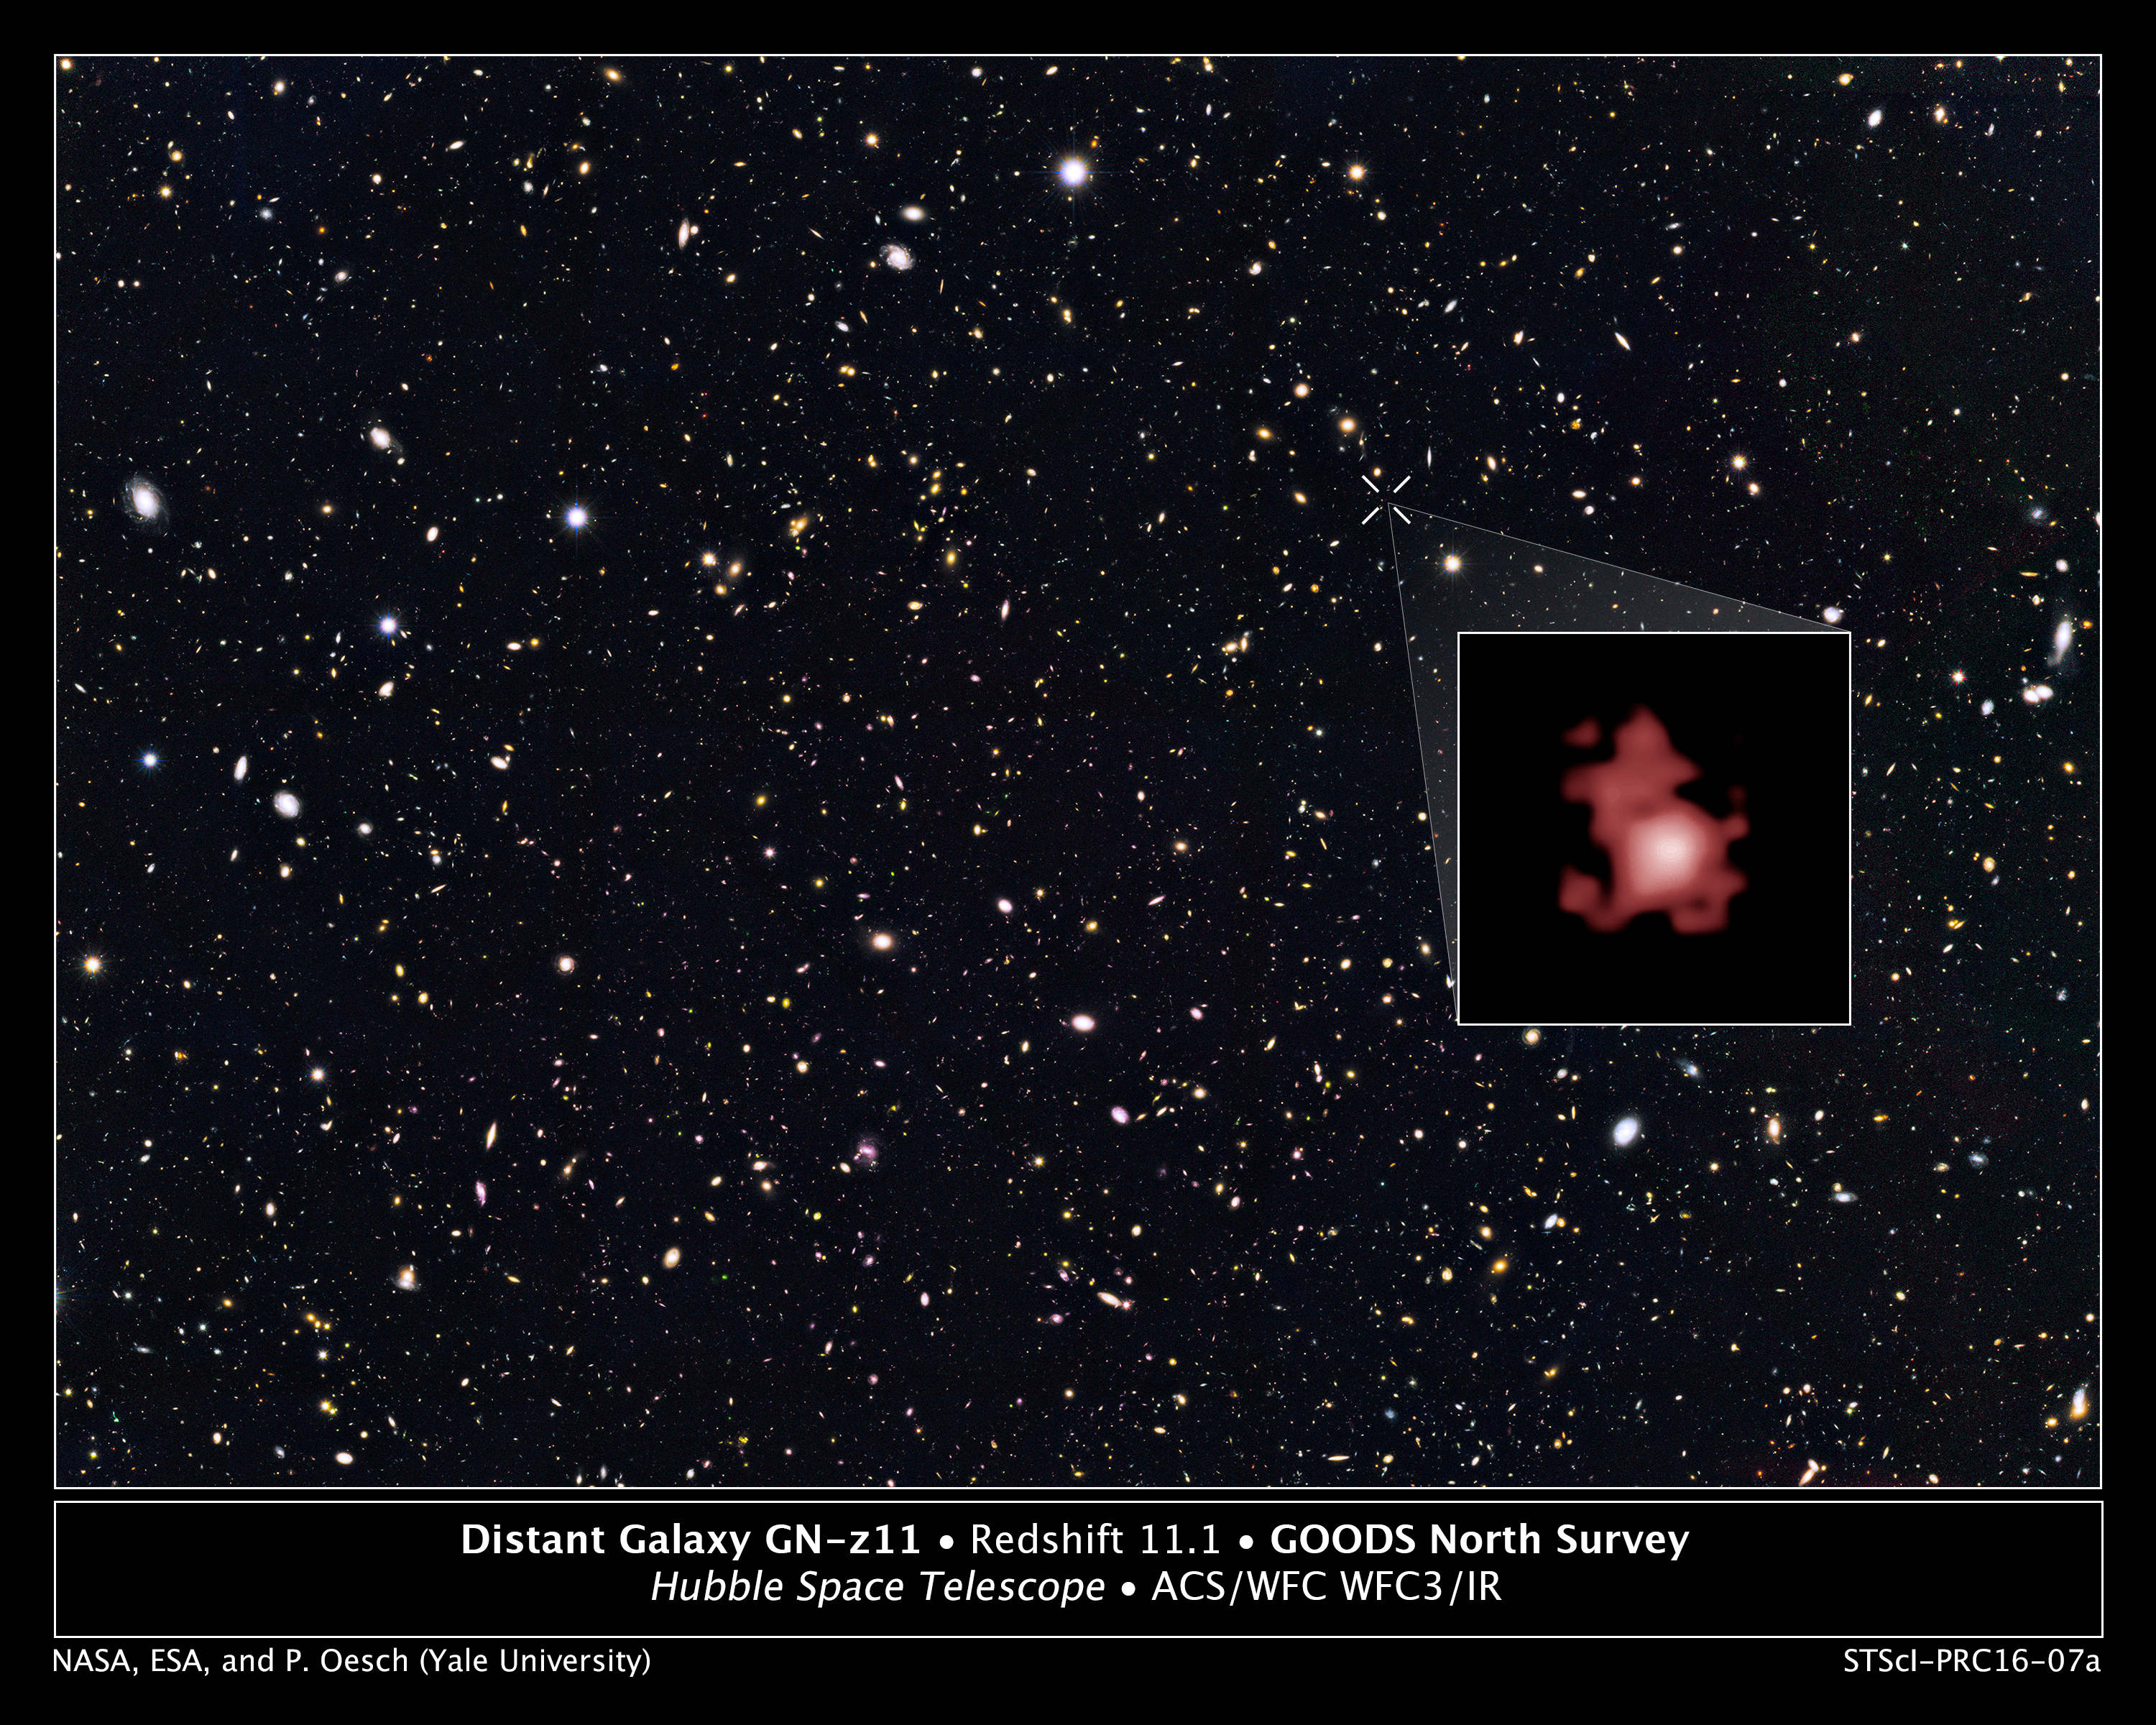 Distant Galaxy GN-z11 • Redshift 11.1 • GOODS North Survey
Hubble Space Telescope • ACS/WFC WFC3/IR
NASA, ESA, and P. Oesch (Yale University)
STScI-PRC16-07a